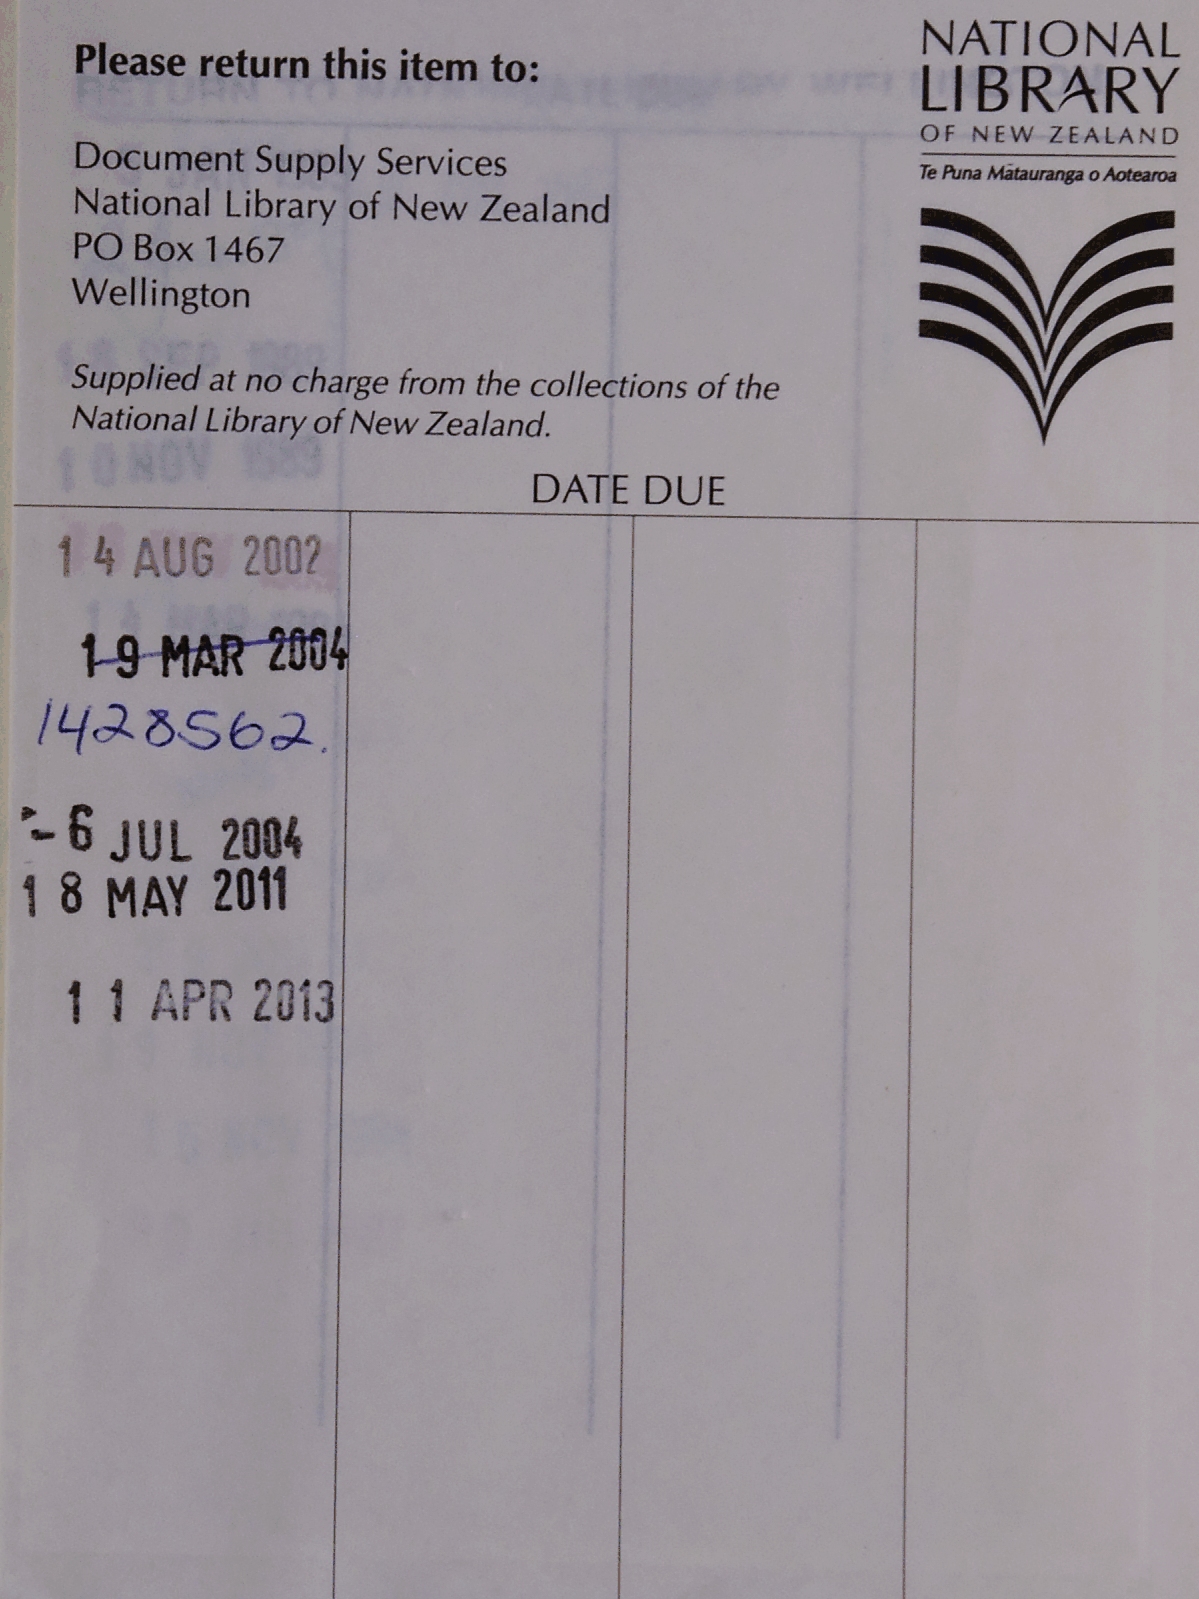 Please return this item to:
Document Supply Services
National Library of New Zealand
PO Box 1467
Wellington
Supplied at no charge from the collections of the
National Library of New Zealand.
NATIONAL
LIBRARY
OF NEW ZEALAND
Te Puna Mātauranga o Aotearoa
DATE DUE
14 AUG 2002
19 MAR 2004
1428562.
-6 JUL 2004
18 MAY 2011
11 APR 2013
10 NOV 1989